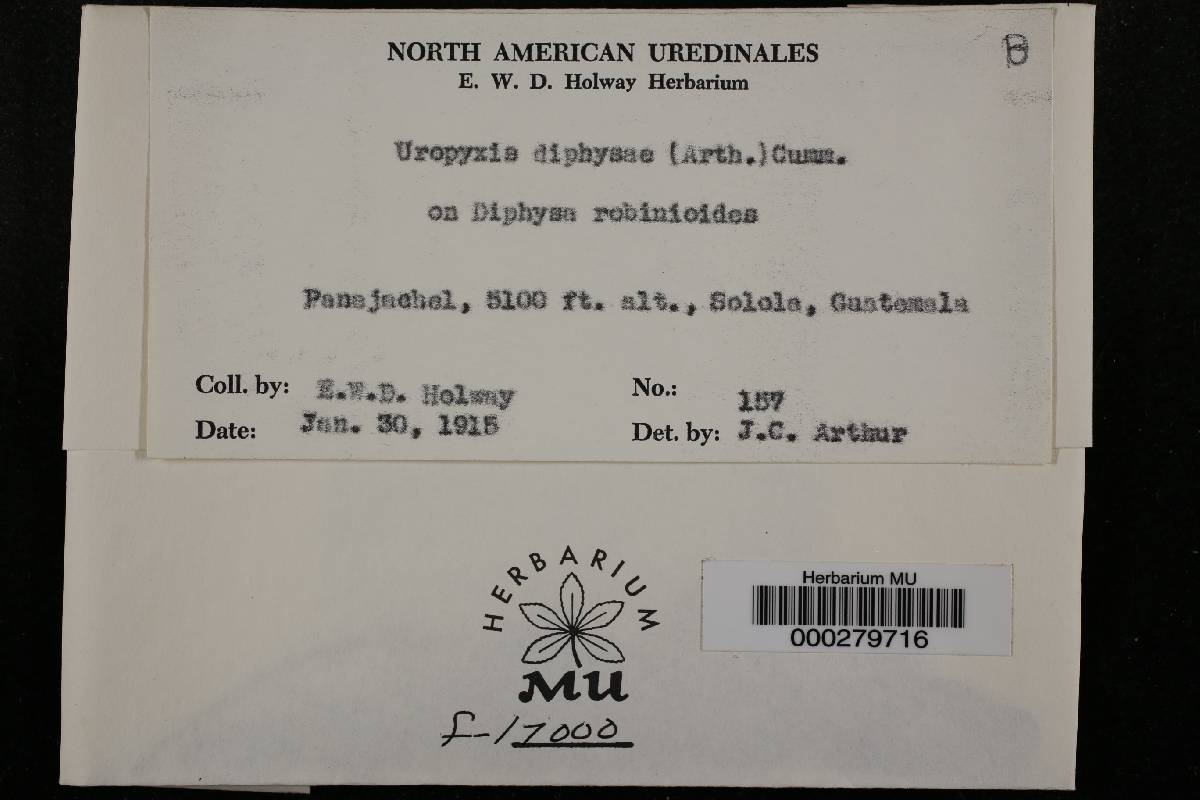 NORTH AMERICAN UREDINALES
B
E. W. D. Holway Herbarium
Uropyxis diphysae (Arth.)Cumm.
on Diphysa robinioides
Panajachel, 5100 ft. alt., Solola, Guatemala
Coll. by: E.W.D. Holway No.: 157
Date: Jan. 30, 1915 Det. by: J.C. Arthur
HERBARIUM
MU
f-17000
Herbarium MU
000279716